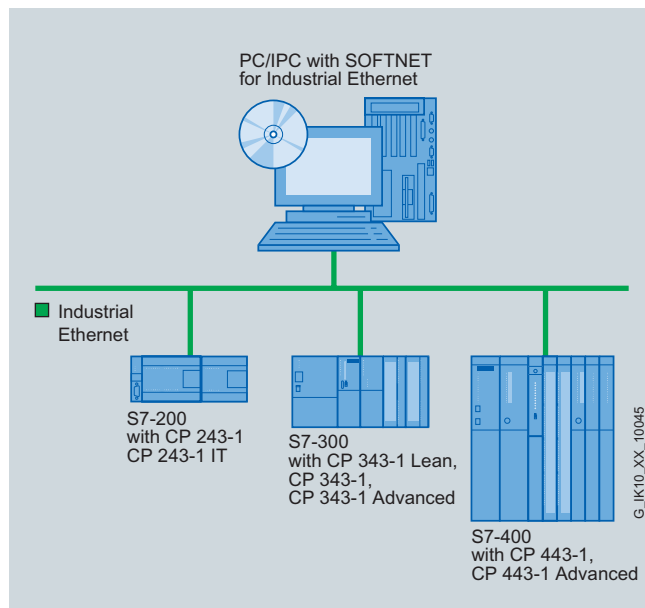 PC/IPC with SOFTNET
for Industrial Ethernet
Industrial
Ethernet
S7-200
with CP 243-1
CP 243-1 IT
S7-300
with CP 343-1 Lean,
CP 343-1,
CP 343-1 Advanced
S7-400
with CP 443-1,
CP 443-1 Advanced
G_IK10_XX_10045